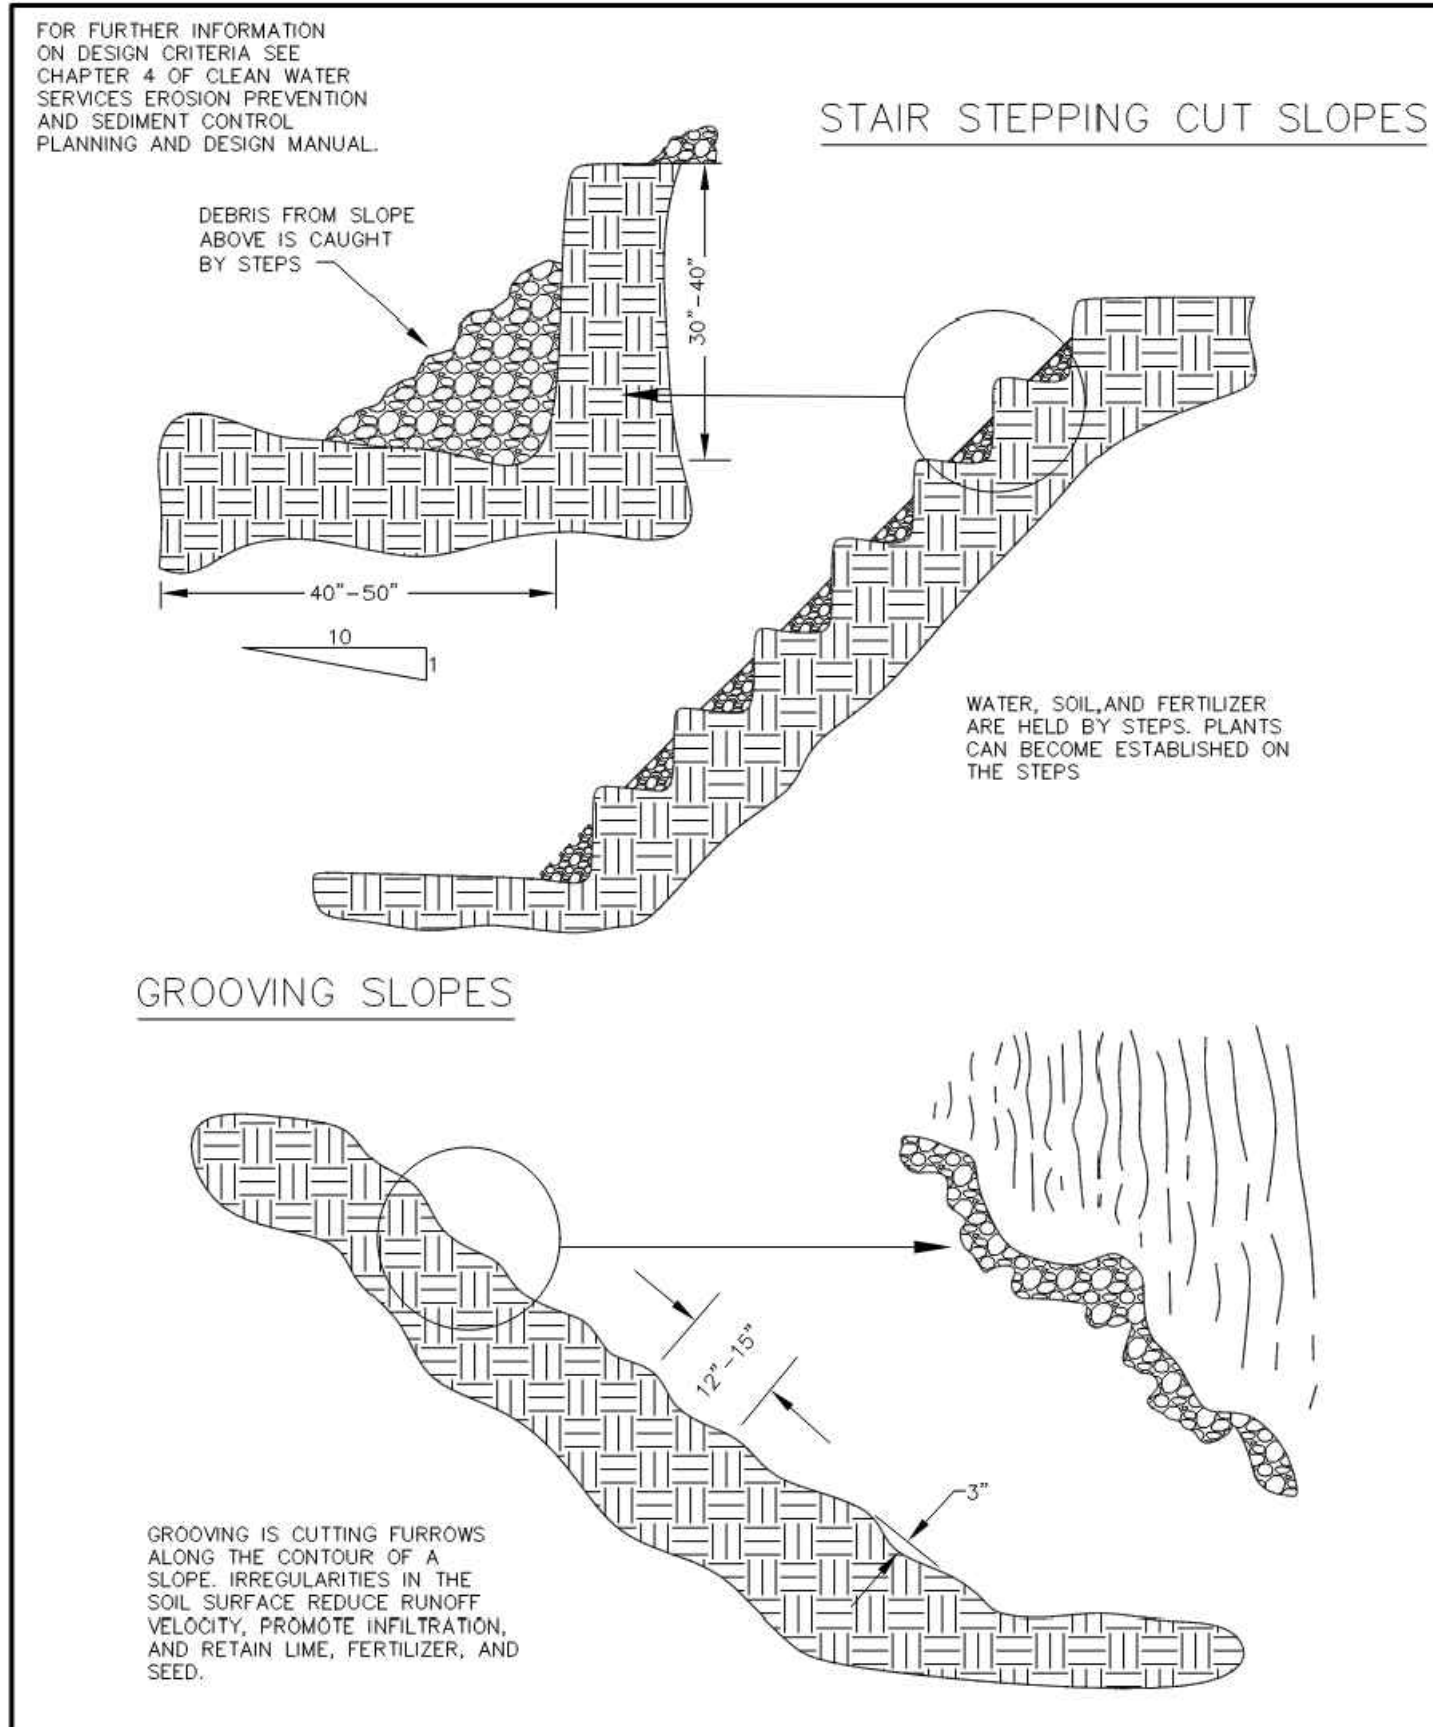 FOR FURTHER INFORMATION
ON DESIGN CRITERIA SEE
CHAPTER 4 OF CLEAN WATER
SERVICES EROSION PREVENTION
AND SEDIMENT CONTROL
PLANNING AND DESIGN MANUAL.
STAIR STEPPING CUT SLOPES
DEBRIS FROM SLOPE
ABOVE IS CAUGHT
BY STEPS
30"-40"
40"-50"
10
1
WATER, SOIL,AND FERTILIZER
ARE HELD BY STEPS. PLANTS
CAN BECOME ESTABLISHED ON
THE STEPS
GROOVING SLOPES
12"-15"
3"
GROOVING IS CUTTING FURROWS
ALONG THE CONTOUR OF A
SLOPE. IRREGULARITIES IN THE
SOIL SURFACE REDUCE RUNOFF
VELOCITY, PROMOTE INFILTRATION,
AND RETAIN LIME, FERTILIZER, AND
SEED.